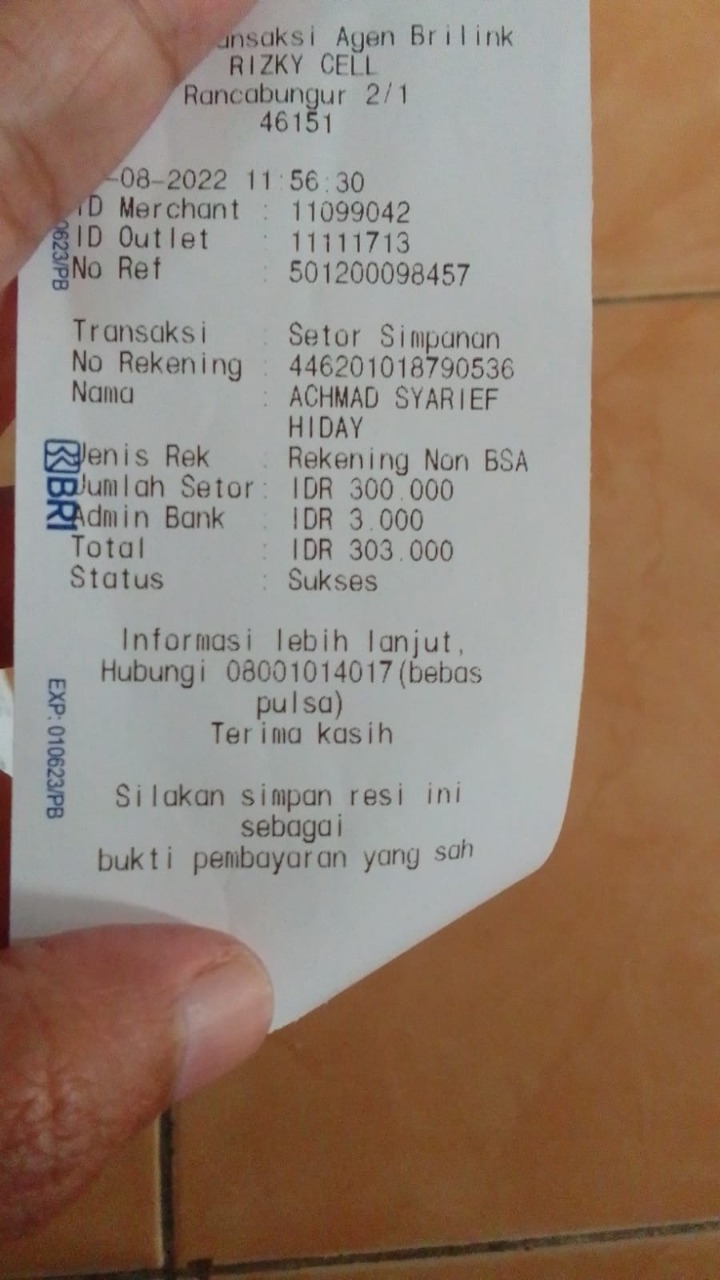 Agen Brilink
RIZKY CELL
Rancabungur 2/1
46151
-08-2022 11:56:30
ID Merchant : 11099042
ID Outlet : 11111713
No Ref : 501200098457
Transaksi : Setor Simpanan
No Rekening : 446201018790536
Nama : ACHMAD SYARIEF
HIDAY
Jenis Rek : Rekening Non BSA
Jumlah Setor: IDR 300.000
Admin Bank : IDR 3.000
Total : IDR 303.000
Status : Sukses
Informasi lebih lanjut,
Hubungi 08001014017(bebas
pulsa)
Terima kasih
Silakan simpan resi ini
sebagai
bukti pembayaran yang sah
0623/PB
BRI
EXP: 010623/PB